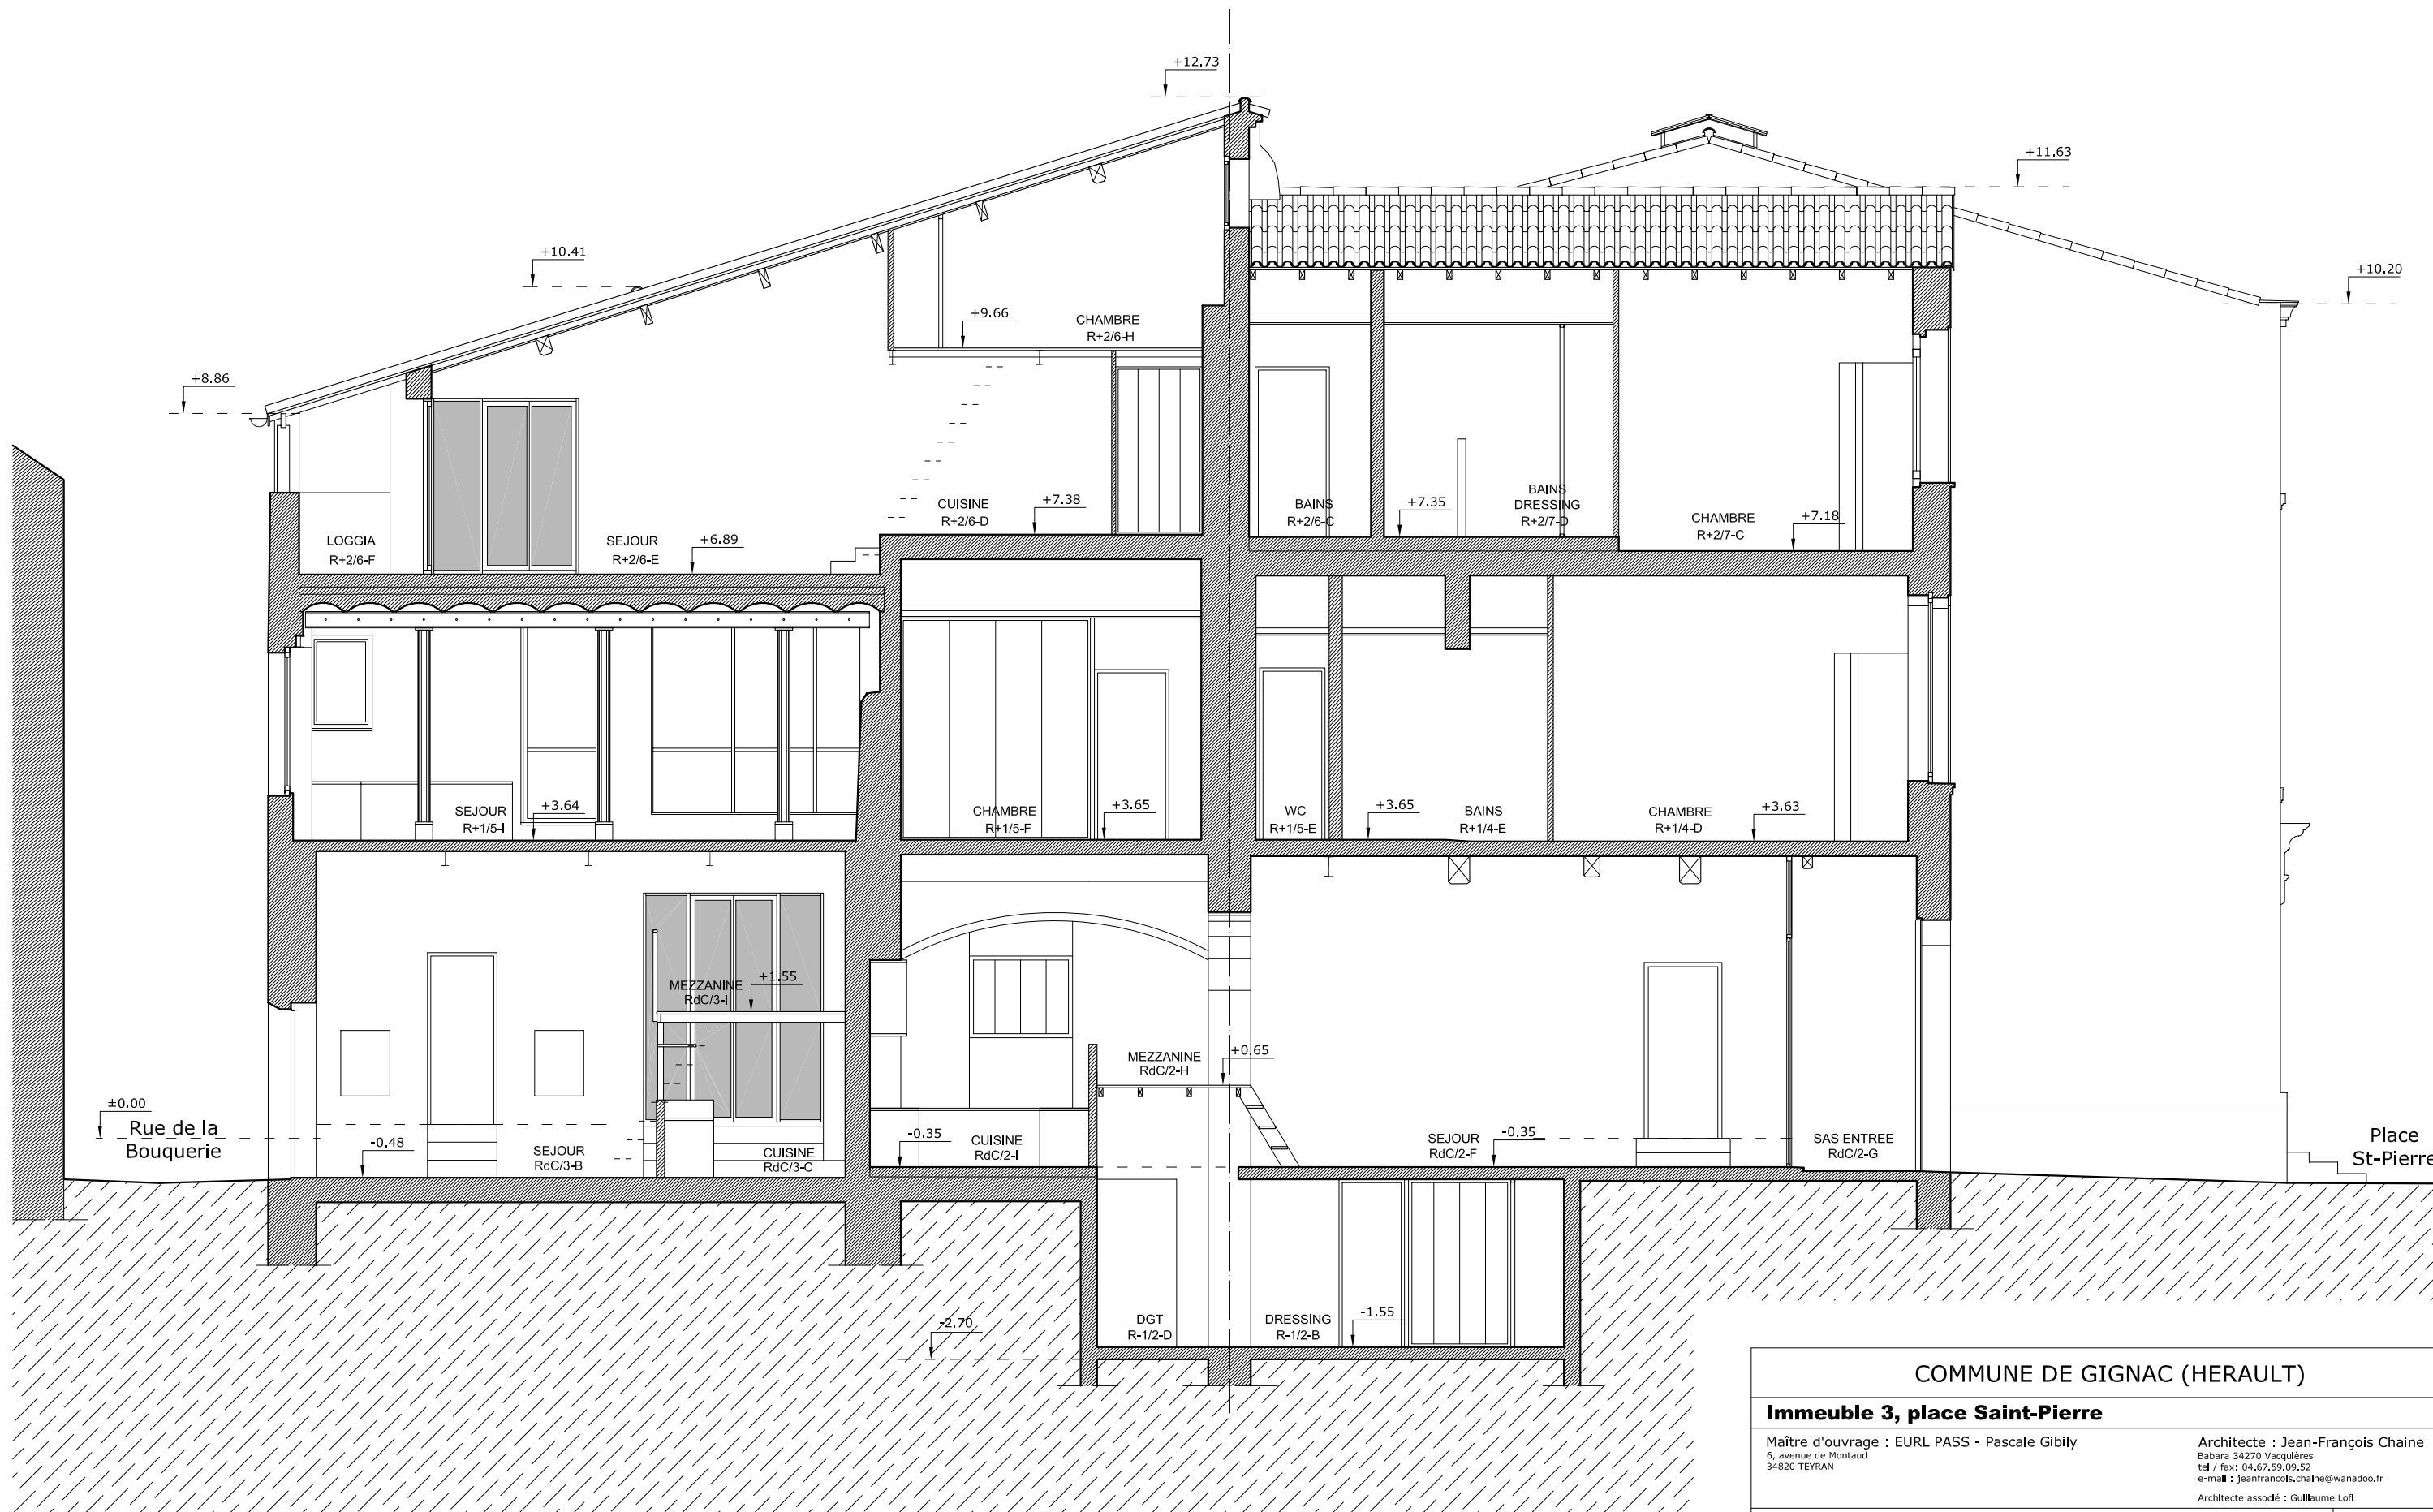 +12.73
+11.63
+10.41
+10.20
+9.66
CHAMBRE
R+2/6-H
+8.86
LOGGIA
R+2/6-F
SEJOUR
R+2/6-E
+6.89
CUISINE
R+2/6-D
+7.38
BAINS
R+2/6-C
+7.35
BAINS
DRESSING
R+2/7-D
CHAMBRE
R+2/7-C
+7.18
SEJOUR
R+1/5-I
+3.64
CHAMBRE
R+1/5-F
+3.65
WC
R+1/5-E
+3.65
BAINS
R+1/4-E
CHAMBRE
R+1/4-D
+3.63
MEZZANINE
RdC/3-I
+1.55
MEZZANINE
RdC/2-H
+0.65
±0.00
Rue de la
Bouquerie
-0.48
SEJOUR
RdC/3-B
CUISINE
RdC/3-C
-0.35
CUISINE
RdC/2-I
SEJOUR
RdC/2-F
-0.35
SAS ENTREE
RdC/2-G
Place
St-Pierre
-2.70
DGT
R-1/2-D
DRESSING
R-1/2-B
-1.55
COMMUNE DE GIGNAC (HERAULT)
Immeuble 3, place Saint-Pierre
Maître d'ouvrage : EURL PASS - Pascale Gibily
6, avenue de Montaud
34820 TEYRAN
Architecte : Jean-François Chaine
Babara 34270 Vacquières
tel / fax: 04.67.59.09.52
e-mail : jeanfrancois.chaine@wanadoo.fr
Architecte associé : Guillaume Lofi